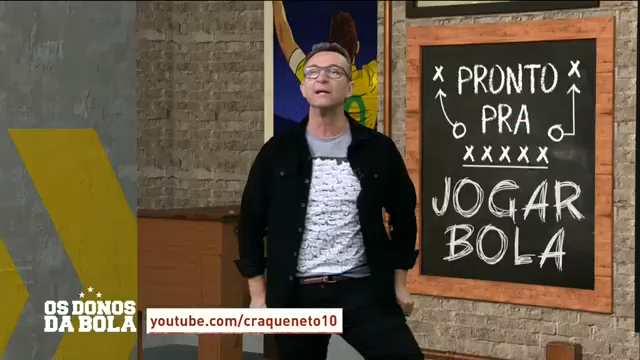 PRONTO
PRA
XXXXX
JOGAR
BOLA
OS DONOS
DA BOLA
youtube.com/craqueneto10